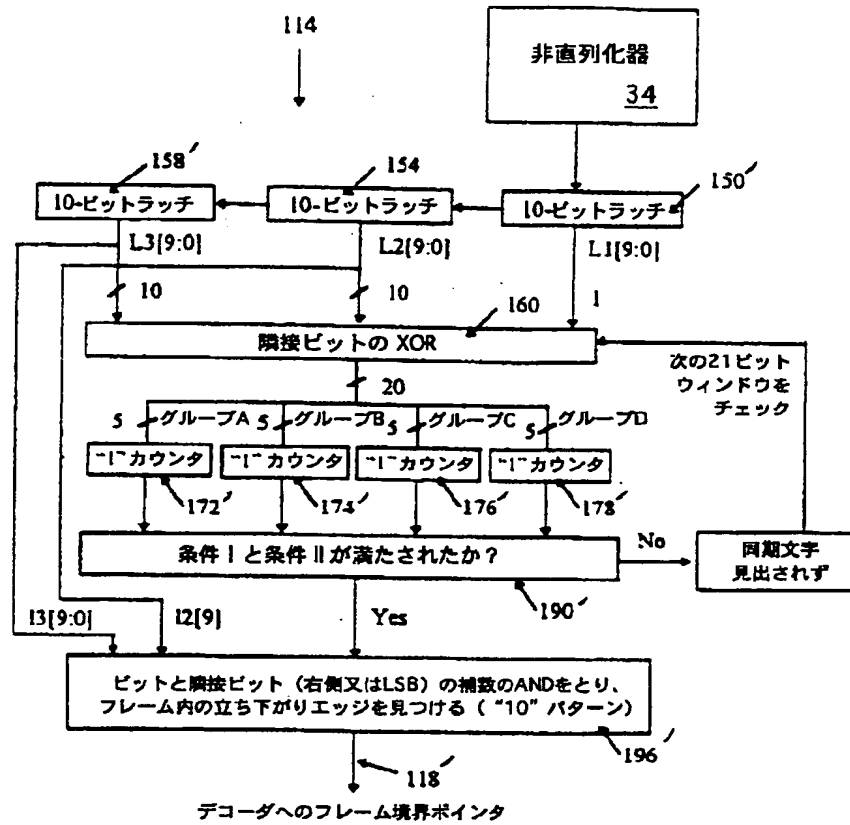 114
非直列化器
34
158′
154
150′
10-ビットラッチ
10-ビットラッチ
10-ビットラッチ
L3[9:0]
L2[9:0]
L1[9:0]
10
10
1
160
隣接ビットの XOR
20
次の21ビット
ウィンドウを
チェック
5 グループA
5 グループB
5 グループC
5 グループD
"1"カウンタ
"1"カウンタ
"1"カウンタ
"1"カウンタ
172′
174′
176′
178′
条件 I と条件 II が満たされたか？
No
同期文字
見出されず
190′
l3[9:0]
l2[9]
Yes
ビットと隣接ビット（右側又はLSB）の補数のANDをとり、
フレーム内の立ち下がりエッジを見つける（ "10" パターン）
196′
118′
デコーダへのフレーム境界ポインタ